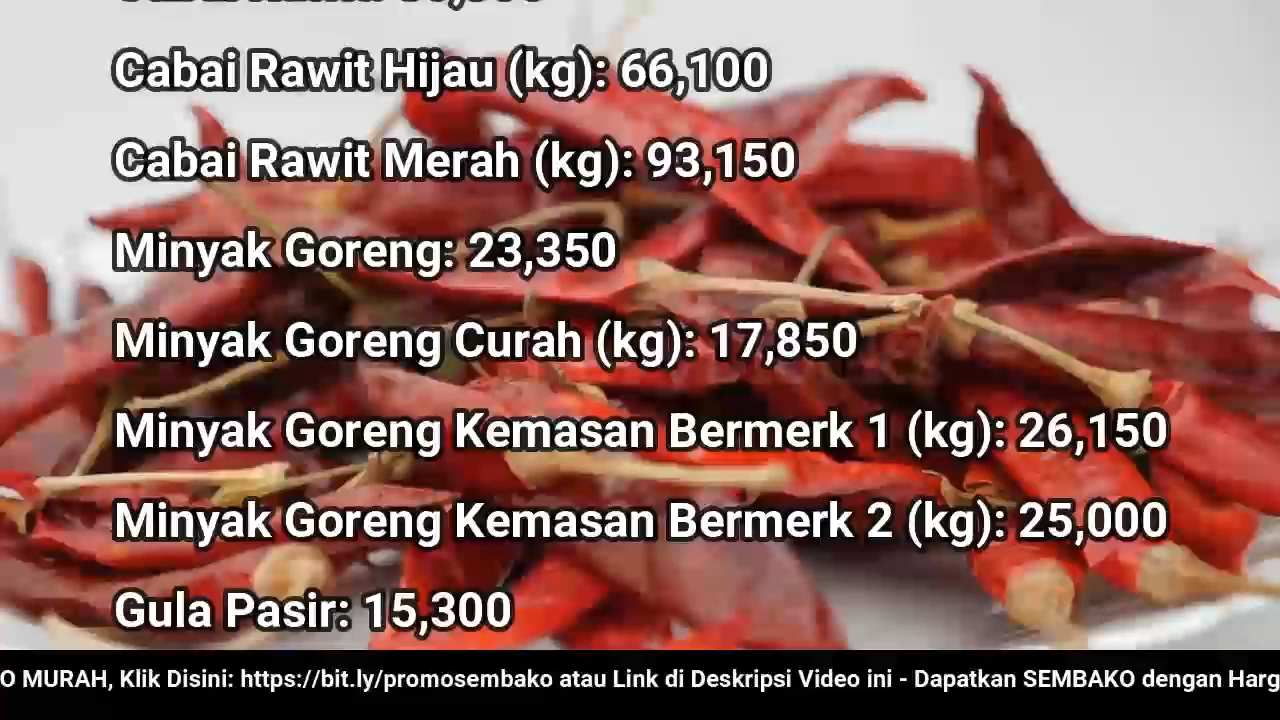 Cabai Rawit Hijau (kg): 66,100
Cabai Rawit Merah (kg): 93,150
Minyak Goreng: 23,350
Minyak Goreng Curah (kg): 17,850
Minyak Goreng Kemasan Bermerk 1 (kg): 26,150
Minyak Goreng Kemasan Bermerk 2 (kg): 25,000
Gula Pasir: 15,300
O MURAH, Klik Disini: https://bit.ly/promosembako atau Link di Deskripsi Video ini - Dapatkan SEMBAKO dengan Harg